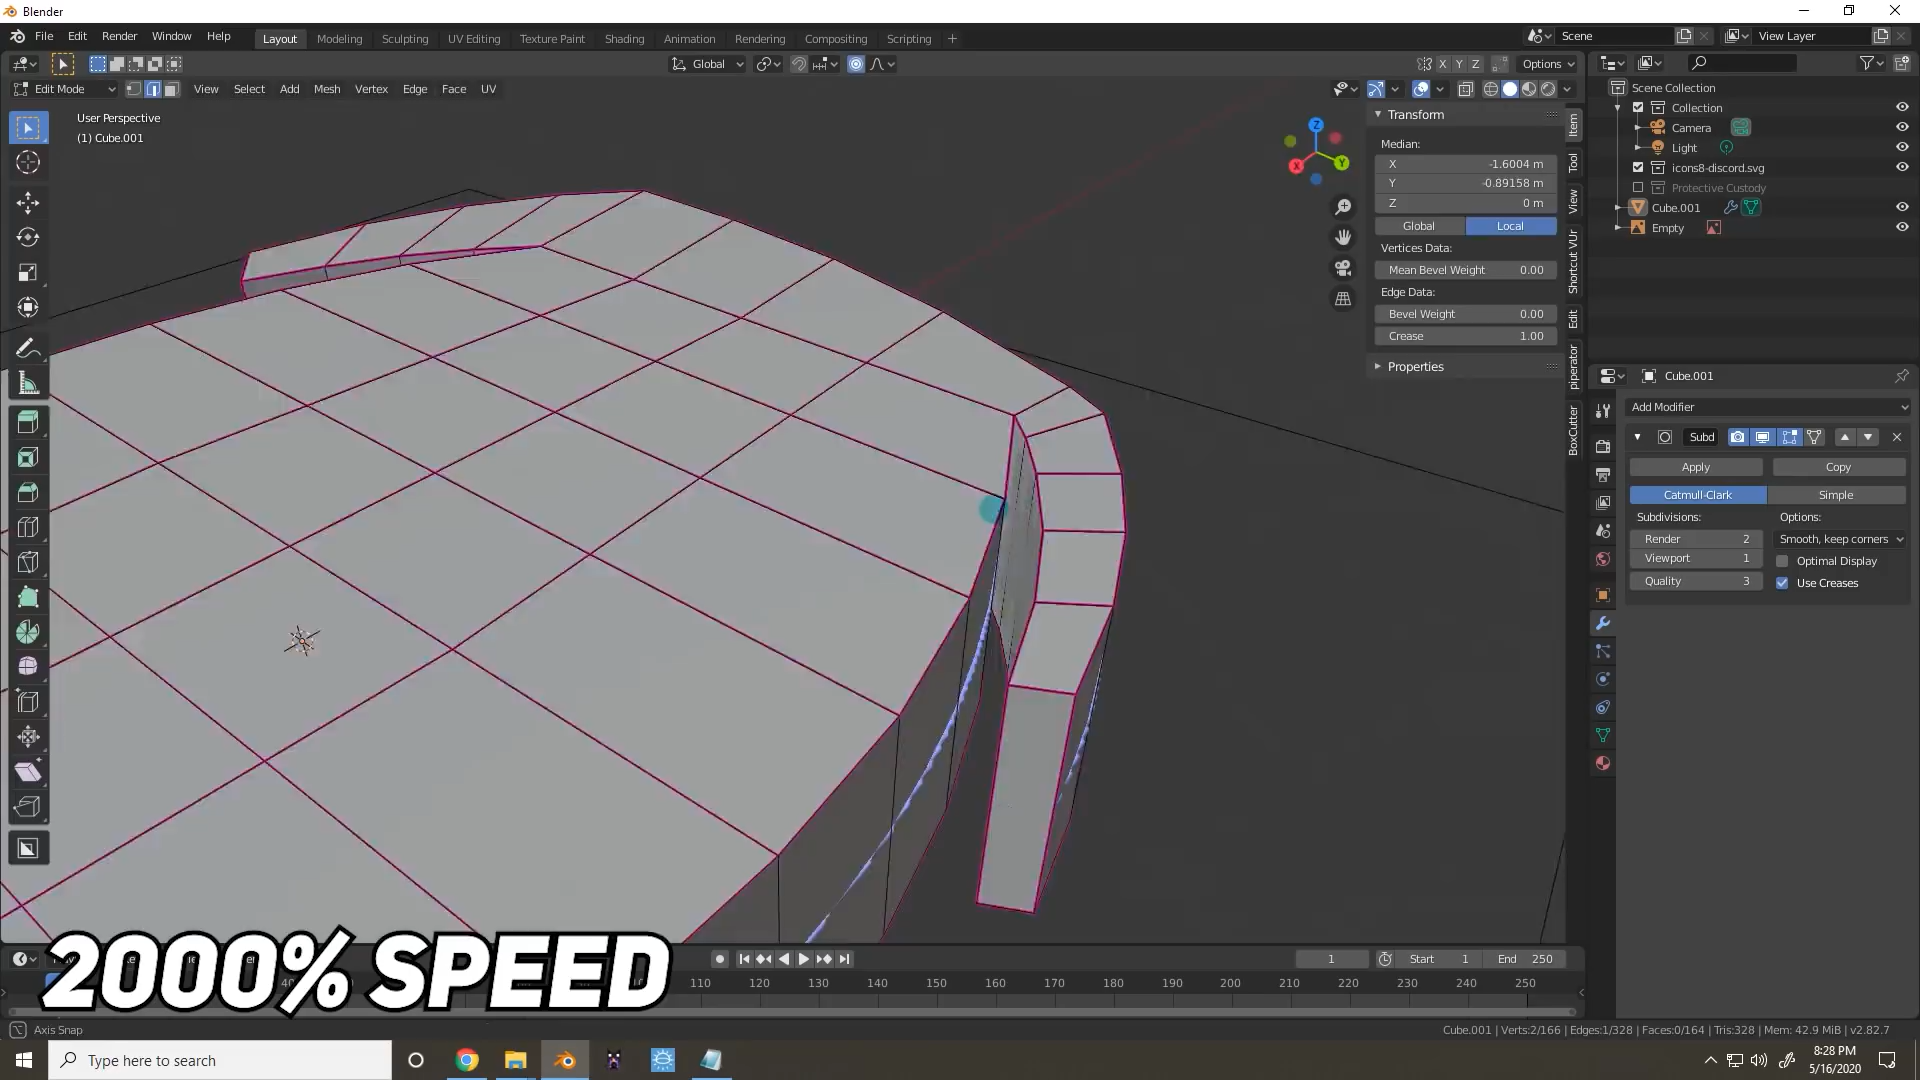 Blender
File Edit Render Window Help
Layout Modeling Sculpting UV Editing Texture Paint Shading Animation Rendering Compositing Scripting +
Scene
View Layer
Global
X Y Z
Options
Edit Mode
View Select Add Mesh Vertex Edge Face UV
User Perspective
(1) Cube.001
Z
Y
X
Transform
Median:
X -1.6004 m
Y -0.89158 m
Z 0 m
Global Local
Vertices Data:
Mean Bevel Weight 0.00
Edge Data:
Bevel Weight 0.00
Crease 1.00
Properties
Item
Tool
View
Shortcut VUr
Edit
piperator
BoxCutter
Scene Collection
Collection
Camera
Light
icons8-discord.svg
Protective Custody
Cube.001
Empty
Cube.001
Add Modifier
Subd
Apply Copy
Catmull-Clark Simple
Subdivisions: Options:
Render 2
Smooth, keep corners
Viewport 1
Optimal Display
Quality 3
Use Creases
2000% SPEED
1
Start 1
End 250
110 120 130 140 150 160 170 180 190 200 210 220 230 240 250
Axis Snap
Cube.001 | Verts:2/166 | Edges:1/328 | Faces:0/164 | Tris:328 | Mem: 42.9 MiB | v2.82.7
Type here to search
8:28 PM
5/16/2020